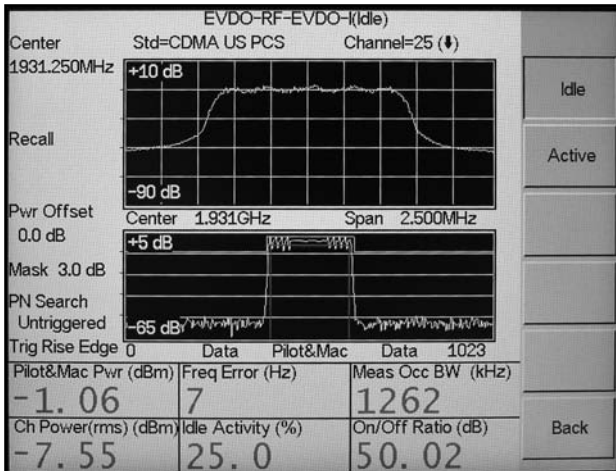 EVDO-RF-EVDO-I(Idle)
Center
Std=CDMA US PCS
Channel=25 (⬇)
1931.250MHz
+10 dB
Idle
Recall
Active
-90 dB
Pwr Offset
0.0 dB
Center 1.931GHz
Span 2.500MHz
+5 dB
Mask 3.0 dB
PN Search
Untriggered
-65 dB
Trig Rise Edge
0 Data Pilot&Mac Data 1023
Pilot&Mac Pwr (dBm)
Freq Error (Hz)
Meas Occ BW (kHz)
-1.06
7
1262
Ch Power(rms) (dBm)
Idle Activity (%)
On/Off Ratio (dB)
Back
-7.55
25.0
50.02